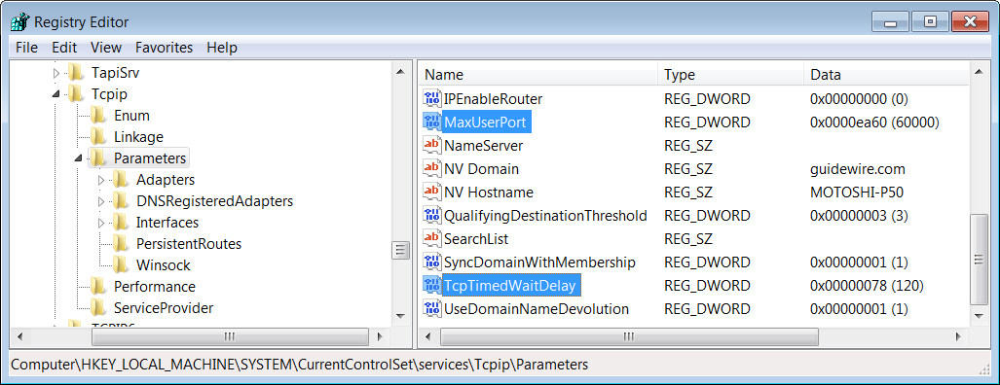 Registry Editor
File Edit View Favorites Help
TapiSrv
Tcpip
Enum
Linkage
Parameters
Adapters
DNSRegisteredAdapters
Interfaces
PersistentRoutes
Winsock
Performance
ServiceProvider
TCPIP6
Name Type Data
IPEnableRouter REG_DWORD 0x00000000 (0)
MaxUserPort REG_DWORD 0x0000ea60 (60000)
NameServer REG_SZ
NV Domain REG_SZ guidewire.com
NV Hostname REG_SZ MOTOSHI-P50
QualifyingDestinationThreshold REG_DWORD 0x00000003 (3)
SearchList REG_SZ
SyncDomainWithMembership REG_DWORD 0x00000001 (1)
TcpTimedWaitDelay REG_DWORD 0x00000078 (120)
UseDomainNameDevolution REG_DWORD 0x00000001 (1)
Computer\HKEY_LOCAL_MACHINE\SYSTEM\CurrentControlSet\services\Tcpip\Parameters